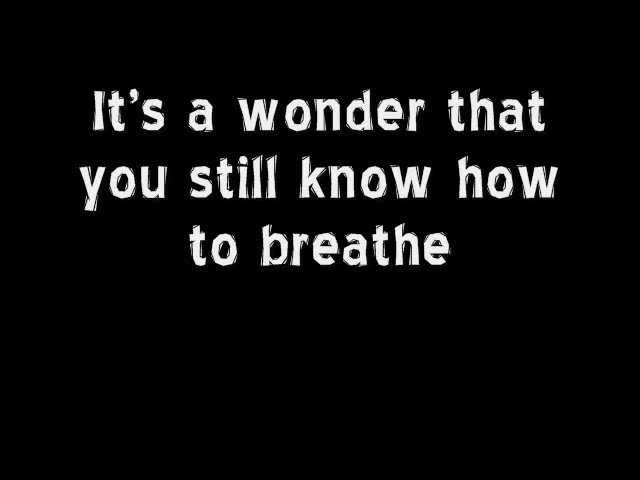 It's a wonder that
you still know how
to breathe